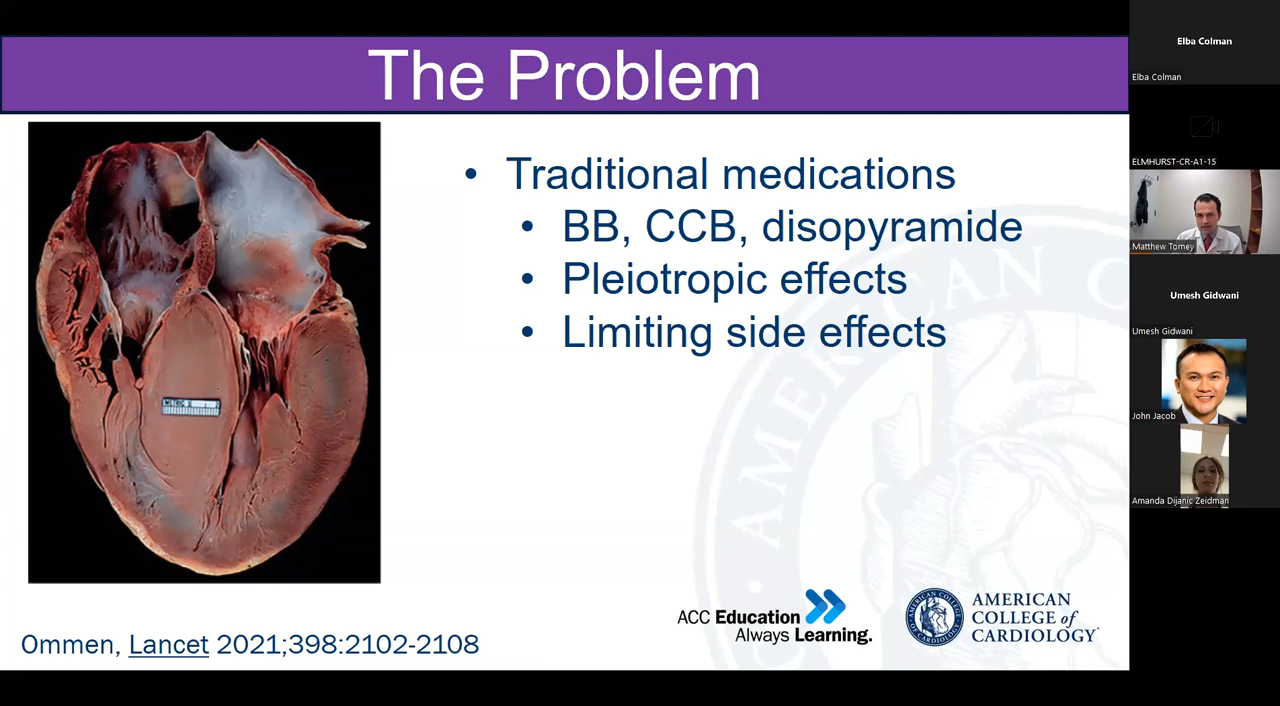 The Problem
• Traditional medications
• BB, CCB, disopyramide
• Pleiotropic effects
• Limiting side effects
METRIC
Ommen, Lancet 2021;398:2102-2108
ACC Education
Always Learning.
AMERICAN
COLLEGE of
CARDIOLOGY
AMERICAN C
Elba Colman
Elba Colman
ELMHURST-CR-A1-15
Matthew Tomey
Umesh Gidwani
Umesh Gidwani
John Jacob
Amanda Dijanic Zeidman